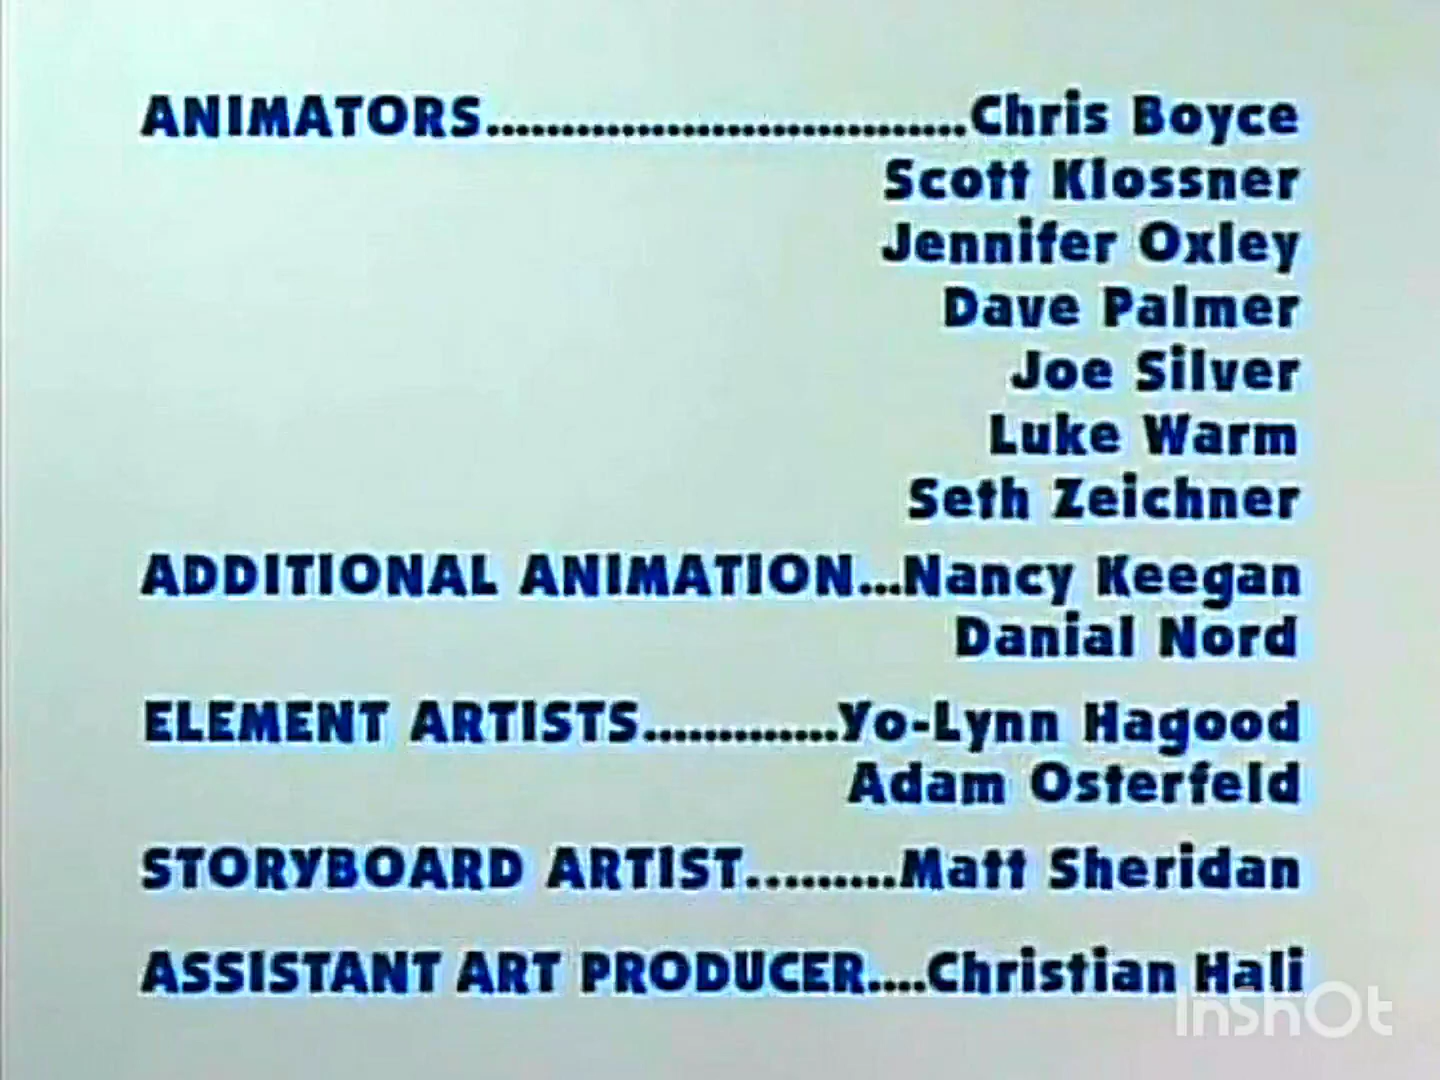 ANIMATORS................................Chris Boyce
Scott Klossner
Jennifer Oxley
Dave Palmer
Joe Silver
Luke Warm
Seth Zeichner
ADDITIONAL ANIMATION...Nancy Keegan
Danial Nord
ELEMENT ARTISTS.............Yo-Lynn Hagood
Adam Osterfeld
STORYBOARD ARTIST..........Matt Sheridan
ASSISTANT ART PRODUCER....Christian Hali
InShOt